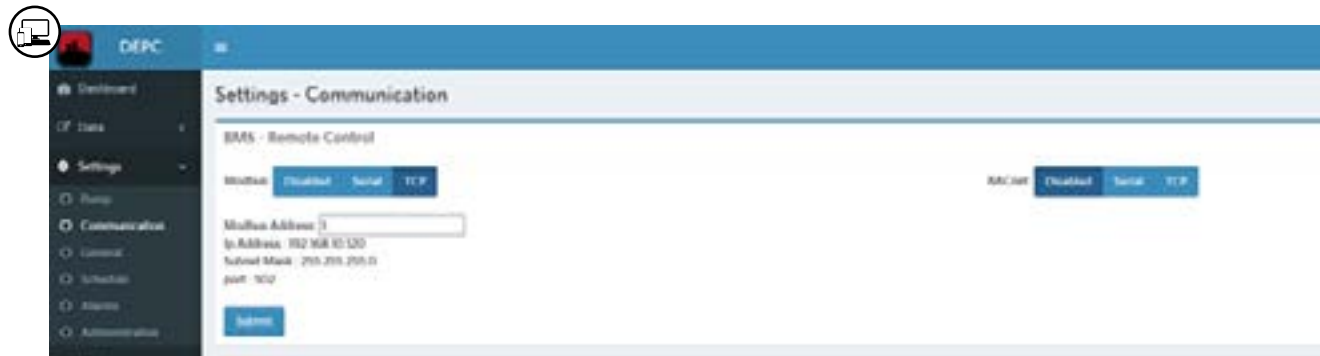 DEPC
Dashboard
Data
Settings
Pump
Communication
General
Schedule
Alarms
Administration
Settings - Communication
BMS - Remote Control
Modbus Disabled Serial TCP
BACnet Disabled Serial TCP
Modbus Address
Ip Address: 192.168.10.120
Subnet Mask : 255.255.255.0
port : 502
Submit